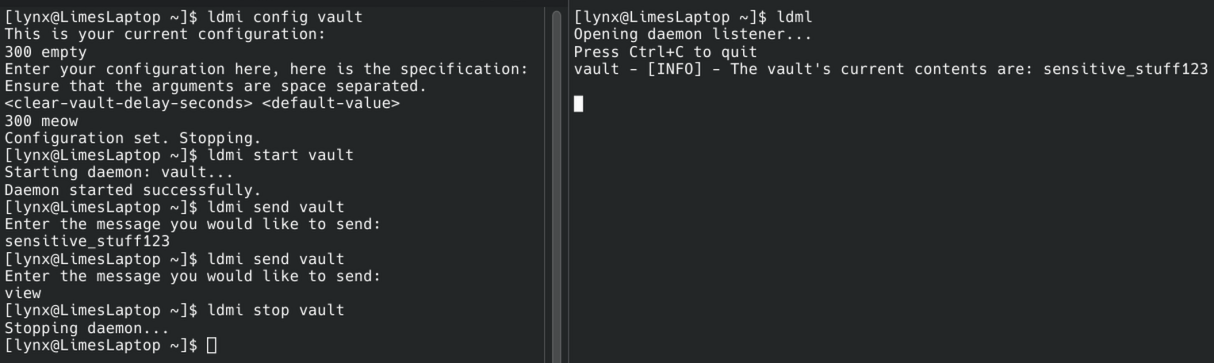 [lynx@LimesLaptop ~]$ ldmi config vault
This is your current configuration:
300 empty
Enter your configuration here, here is the specification:
Ensure that the arguments are space separated.
<clear-vault-delay-seconds> <default-value>
300 meow
Configuration set. Stopping.
[lynx@LimesLaptop ~]$ ldmi start vault
Starting daemon: vault...
Daemon started successfully.
[lynx@LimesLaptop ~]$ ldmi send vault
Enter the message you would like to send:
sensitive_stuff123
[lynx@LimesLaptop ~]$ ldmi send vault
Enter the message you would like to send:
view
[lynx@LimesLaptop ~]$ ldmi stop vault
Stopping daemon...
[lynx@LimesLaptop ~]$
[lynx@LimesLaptop ~]$ ldml
Opening daemon listener...
Press Ctrl+C to quit
vault - [INFO] - The vault's current contents are: sensitive_stuff123